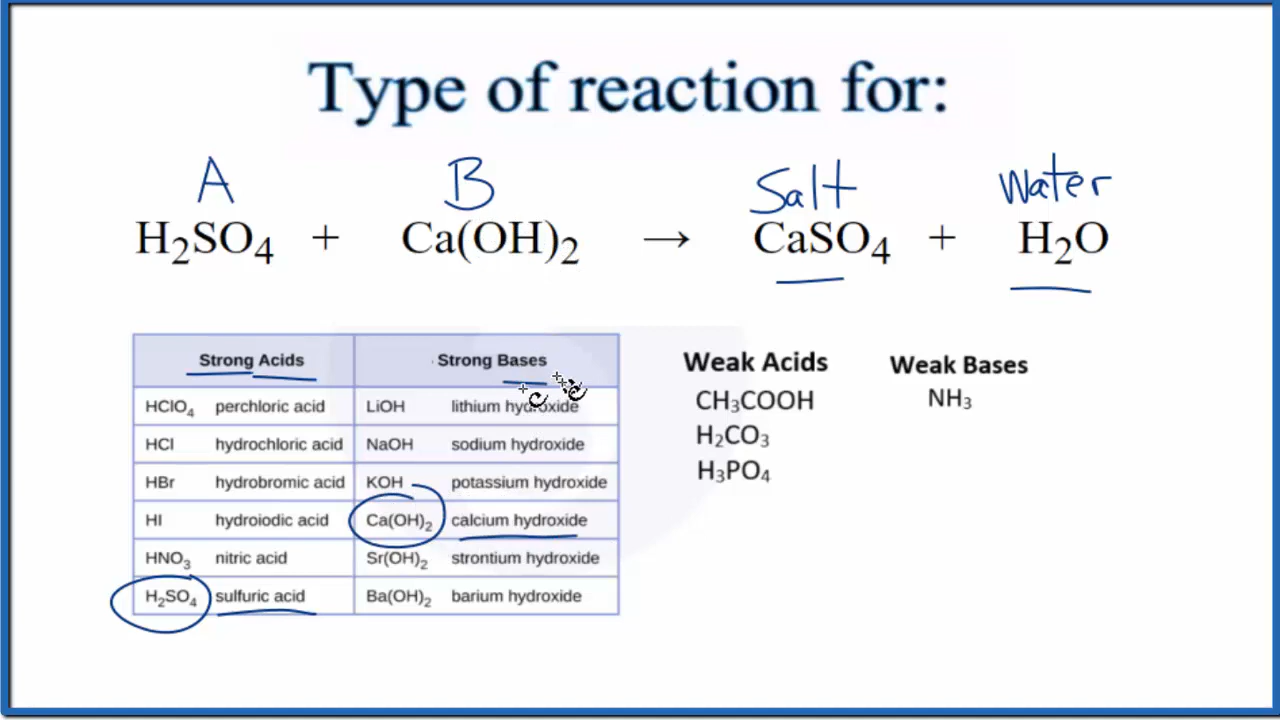 Type of reaction for:
A B Salt Water
H₂SO₄ + Ca(OH)₂ → CaSO₄ + H₂O
Strong Acids Strong Bases
HClO₄ perchloric acid LiOH lithium hydroxide
HCl hydrochloric acid NaOH sodium hydroxide
HBr hydrobromic acid KOH potassium hydroxide
HI hydroiodic acid Ca(OH)₂ calcium hydroxide
HNO₃ nitric acid Sr(OH)₂ strontium hydroxide
H₂SO₄ sulfuric acid Ba(OH)₂ barium hydroxide
Weak Acids Weak Bases
CH₃COOH NH₃
H₂CO₃
H₃PO₄